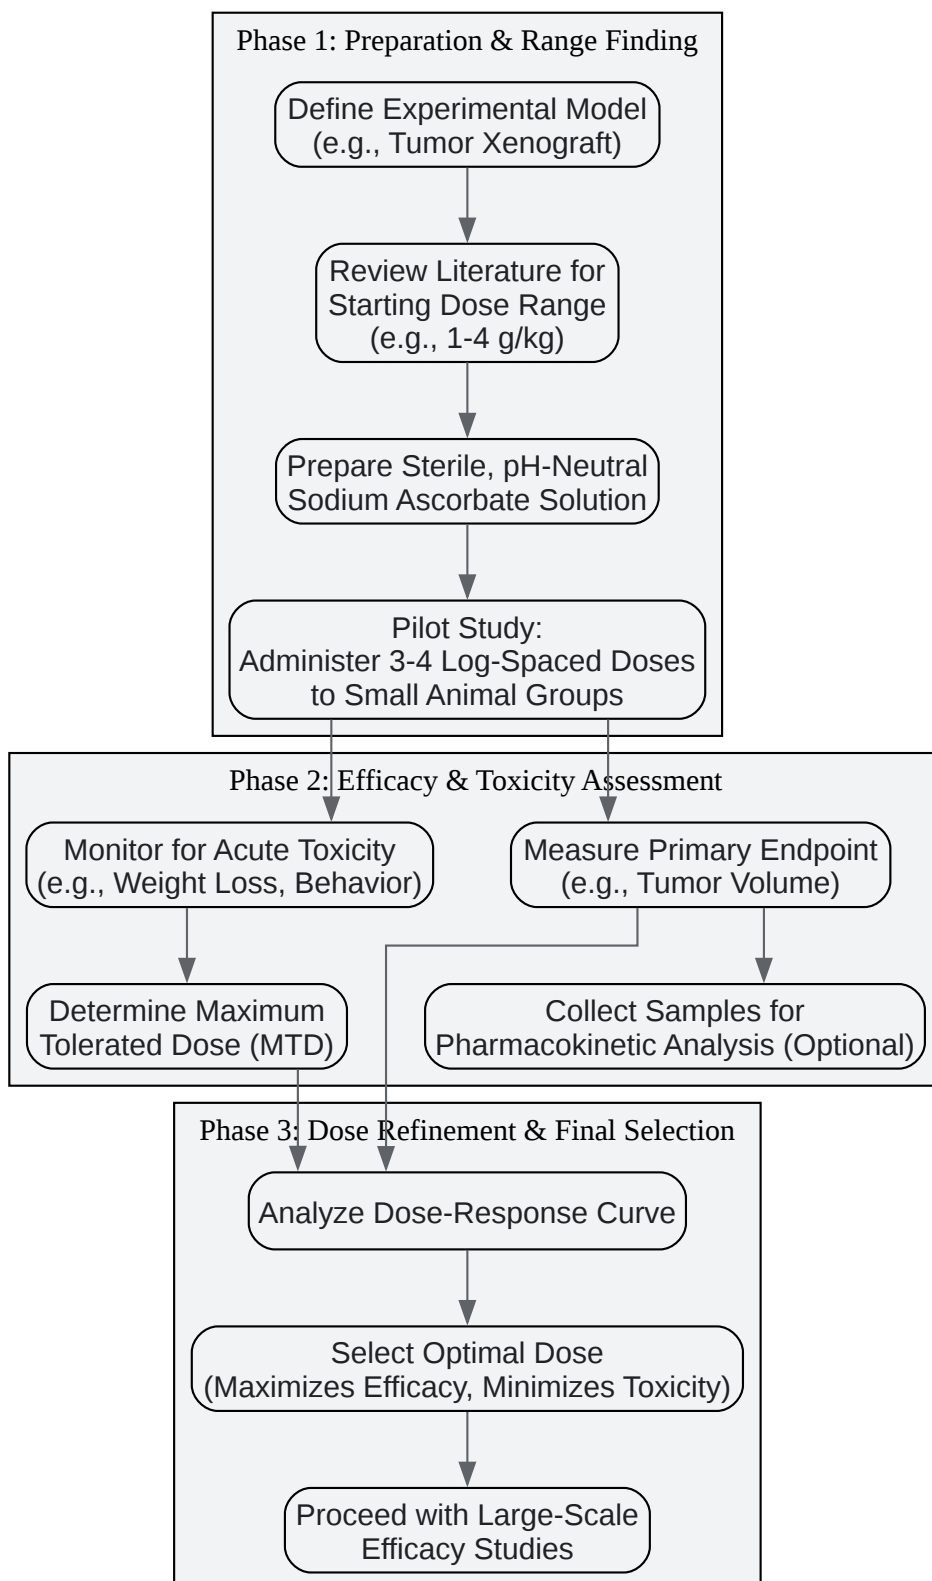 Phase 1: Preparation & Range Finding
Define Experimental Model
(e.g., Tumor Xenograft)
Review Literature for
Starting Dose Range
(e.g., 1-4 g/kg)
Prepare Sterile, pH-Neutral
Sodium Ascorbate Solution
Pilot Study:
Administer 3-4 Log-Spaced Doses
to Small Animal Groups
Phase 2: Efficacy & Toxicity Assessment
Monitor for Acute Toxicity
(e.g., Weight Loss, Behavior)
Measure Primary Endpoint
(e.g., Tumor Volume)
Determine Maximum
Tolerated Dose (MTD)
Collect Samples for
Pharmacokinetic Analysis (Optional)
Phase 3: Dose Refinement & Final Selection
Analyze Dose-Response Curve
Select Optimal Dose
(Maximizes Efficacy, Minimizes Toxicity)
Proceed with Large-Scale
Efficacy Studies